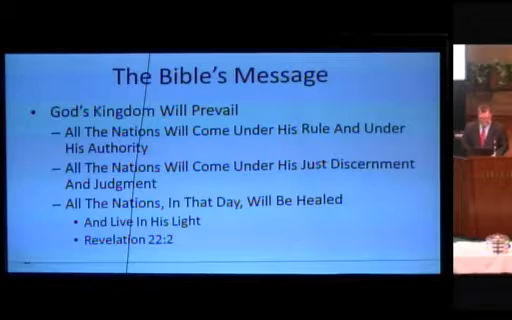 The Bible's Message
• God's Kingdom Will Prevail
– All The Nations Will Come Under His Rule And Under
His Authority
– All The Nations Will Come Under His Just Discernment
And Judgment
– All The Nations, In That Day, Will Be Healed
• And Live In His Light
• Revelation 22:2